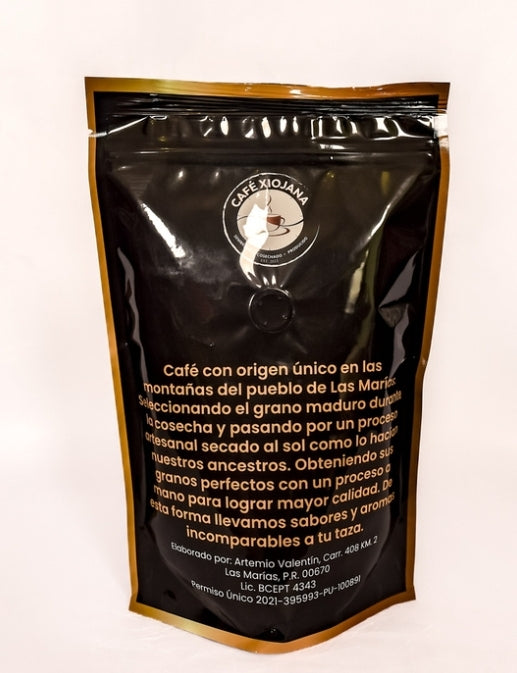 CAFÉ XIOJANA
COSECHADO • PRODUCIDO
Café con origen único en las
montañas del pueblo de Las Marías.
Seleccionando el grano maduro durante
la cosecha y pasando por un proceso
artesanal secado al sol como lo hacían
nuestros ancestros. Obteniendo sus
granos perfectos con un proceso a
mano para lograr mayor calidad. De
esta forma llevamos sabores y aromas
incomparables a tu taza.
Elaborado por: Artemio Valentín, Carr. 408 KM. 2
Las Marías, P.R. 00670
Lic. BCEPT 4343
Permiso Único 2021-395993-PU-100891